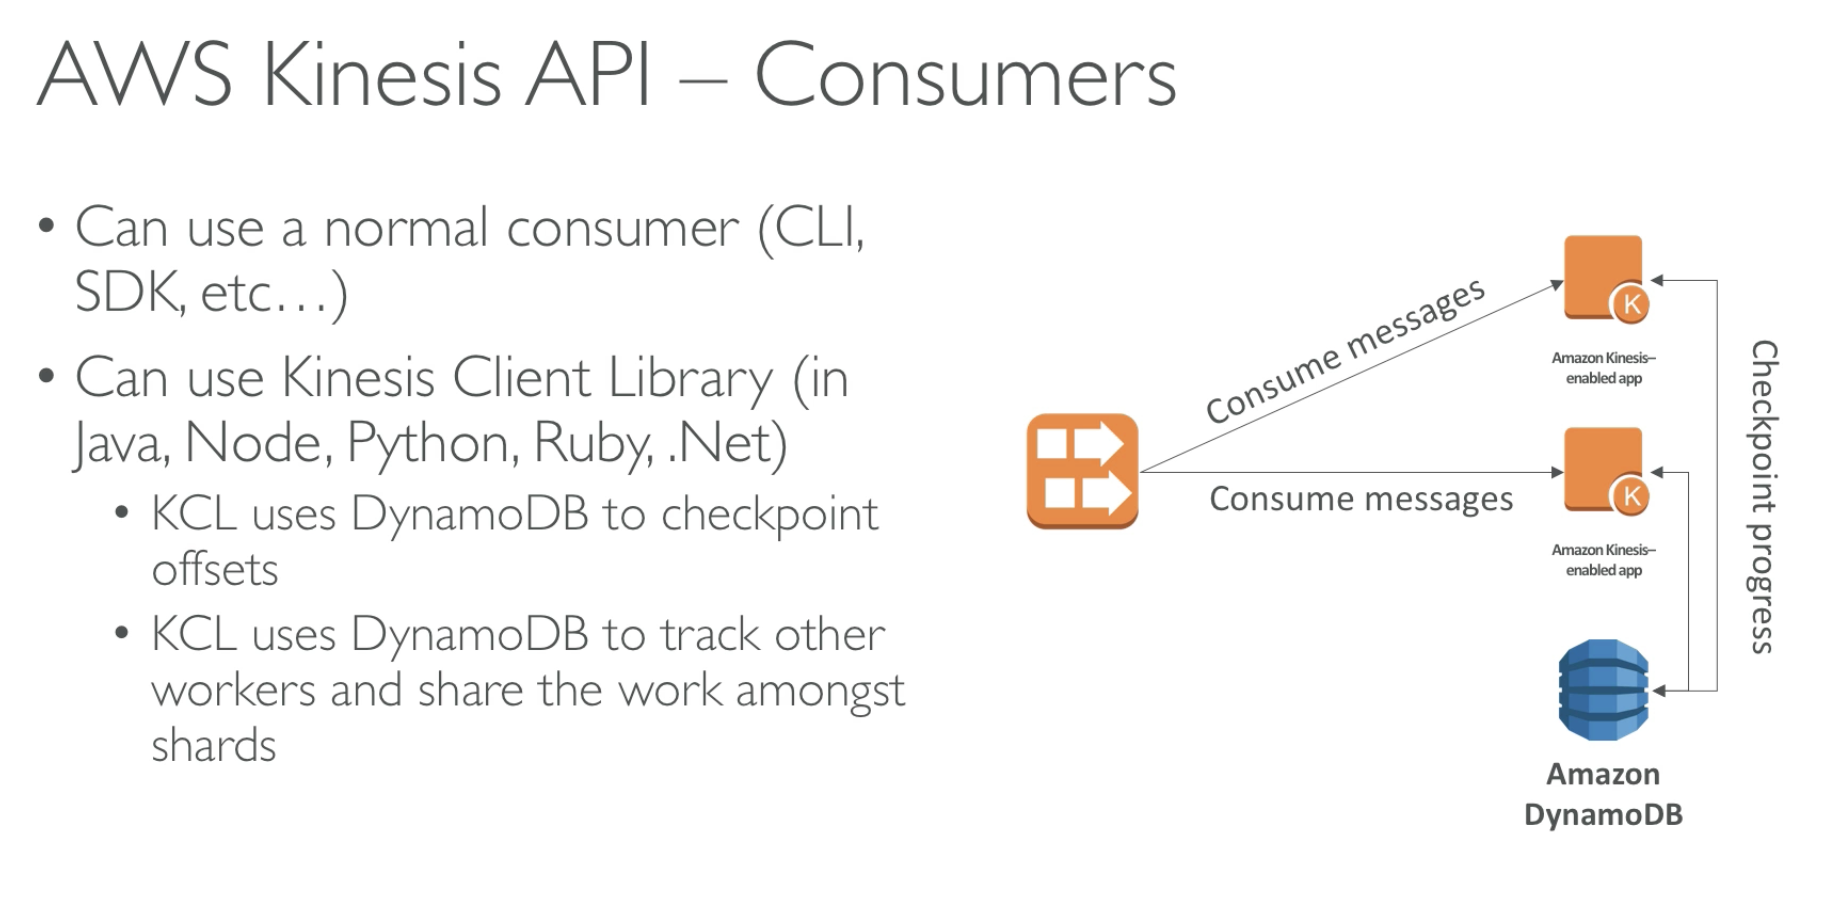 AWS Kinesis API – Consumers
• Can use a normal consumer (CLI,
SDK, etc…)
• Can use Kinesis Client Library (in
Java, Node, Python, Ruby, .Net)
• KCL uses DynamoDB to checkpoint
offsets
• KCL uses DynamoDB to track other
workers and share the work amongst
shards
Consume messages
Consume messages
K
Amazon Kinesis–
enabled app
K
Amazon Kinesis–
enabled app
Checkpoint progress
Amazon
DynamoDB